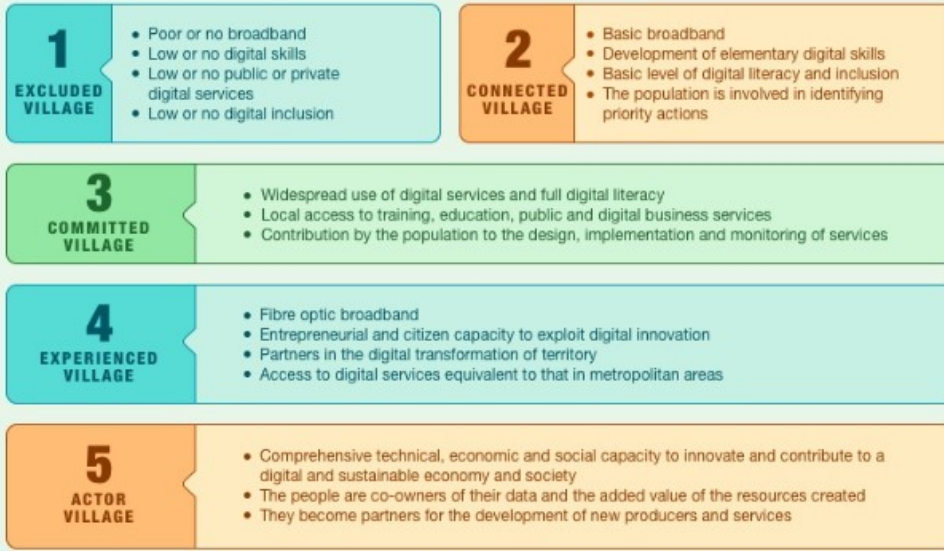 1
EXCLUDED
VILLAGE
• Poor or no broadband
• Low or no digital skills
• Low or no public or private
digital services
• Low or no digital inclusion
2
CONNECTED
VILLAGE
• Basic broadband
• Development of elementary digital skills
• Basic level of digital literacy and inclusion
• The population is involved in identifying
priority actions
3
COMMITTED
VILLAGE
• Widespread use of digital services and full digital literacy
• Local access to training, education, public and digital business services
• Contribution by the population to the design, implementation and monitoring of services
4
EXPERIENCED
VILLAGE
• Fibre optic broadband
• Entrepreneurial and citizen capacity to exploit digital innovation
• Partners in the digital transformation of territory
• Access to digital services equivalent to that in metropolitan areas
5
ACTOR
VILLAGE
• Comprehensive technical, economic and social capacity to innovate and contribute to a
digital and sustainable economy and society
• The people are co-owners of their data and the added value of the resources created
• They become partners for the development of new producers and services